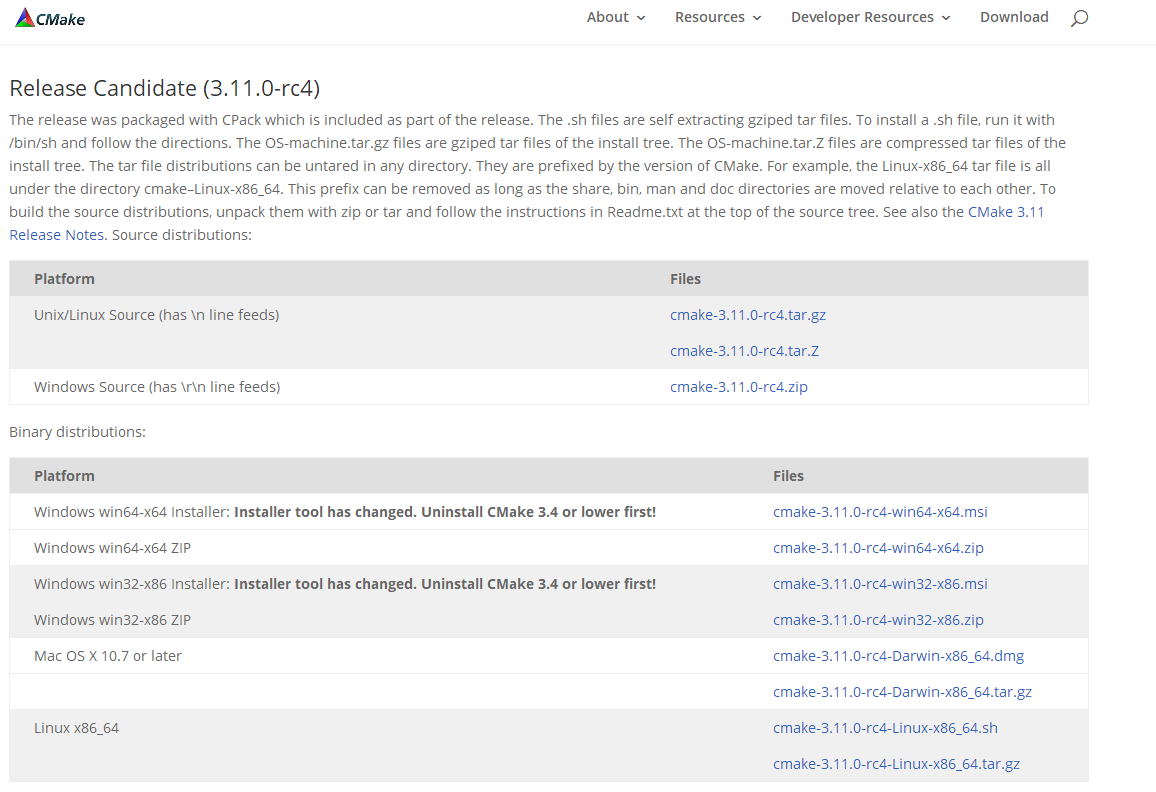 CMake
About
Resources
Developer Resources
Download
Release Candidate (3.11.0-rc4)
The release was packaged with CPack which is included as part of the release. The .sh files are self extracting gziped tar files. To install a .sh file, run it with
/bin/sh and follow the directions. The OS-machine.tar.gz files are gziped tar files of the install tree. The OS-machine.tar.Z files are compressed tar files of the
install tree. The tar file distributions can be untared in any directory. They are prefixed by the version of CMake. For example, the Linux-x86_64 tar file is all
under the directory cmake–Linux-x86_64. This prefix can be removed as long as the share, bin, man and doc directories are moved relative to each other. To
build the source distributions, unpack them with zip or tar and follow the instructions in Readme.txt at the top of the source tree. See also the CMake 3.11
Release Notes. Source distributions:
Platform Files
Unix/Linux Source (has \n line feeds) cmake-3.11.0-rc4.tar.gz
cmake-3.11.0-rc4.tar.Z
Windows Source (has \r\n line feeds) cmake-3.11.0-rc4.zip
Binary distributions:
Platform Files
Windows win64-x64 Installer: Installer tool has changed. Uninstall CMake 3.4 or lower first! cmake-3.11.0-rc4-win64-x64.msi
Windows win64-x64 ZIP cmake-3.11.0-rc4-win64-x64.zip
Windows win32-x86 Installer: Installer tool has changed. Uninstall CMake 3.4 or lower first! cmake-3.11.0-rc4-win32-x86.msi
Windows win32-x86 ZIP cmake-3.11.0-rc4-win32-x86.zip
Mac OS X 10.7 or later cmake-3.11.0-rc4-Darwin-x86_64.dmg
cmake-3.11.0-rc4-Darwin-x86_64.tar.gz
Linux x86_64 cmake-3.11.0-rc4-Linux-x86_64.sh
cmake-3.11.0-rc4-Linux-x86_64.tar.gz